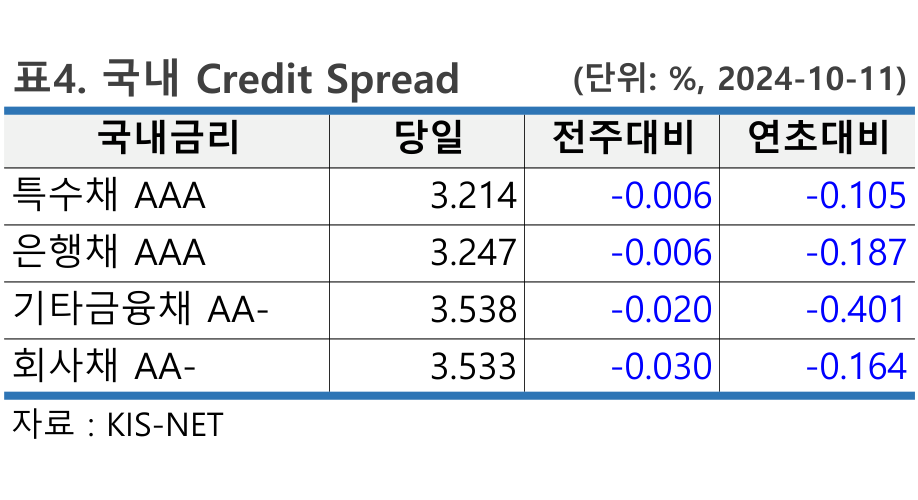 표4. 국내 Credit Spread (단위: %, 2024-10-11)
국내금리 당일 전주대비 연초대비
특수채 AAA 3.214 -0.006 -0.105
은행채 AAA 3.247 -0.006 -0.187
기타금융채 AA- 3.538 -0.020 -0.401
회사채 AA- 3.533 -0.030 -0.164
자료 : KIS-NET